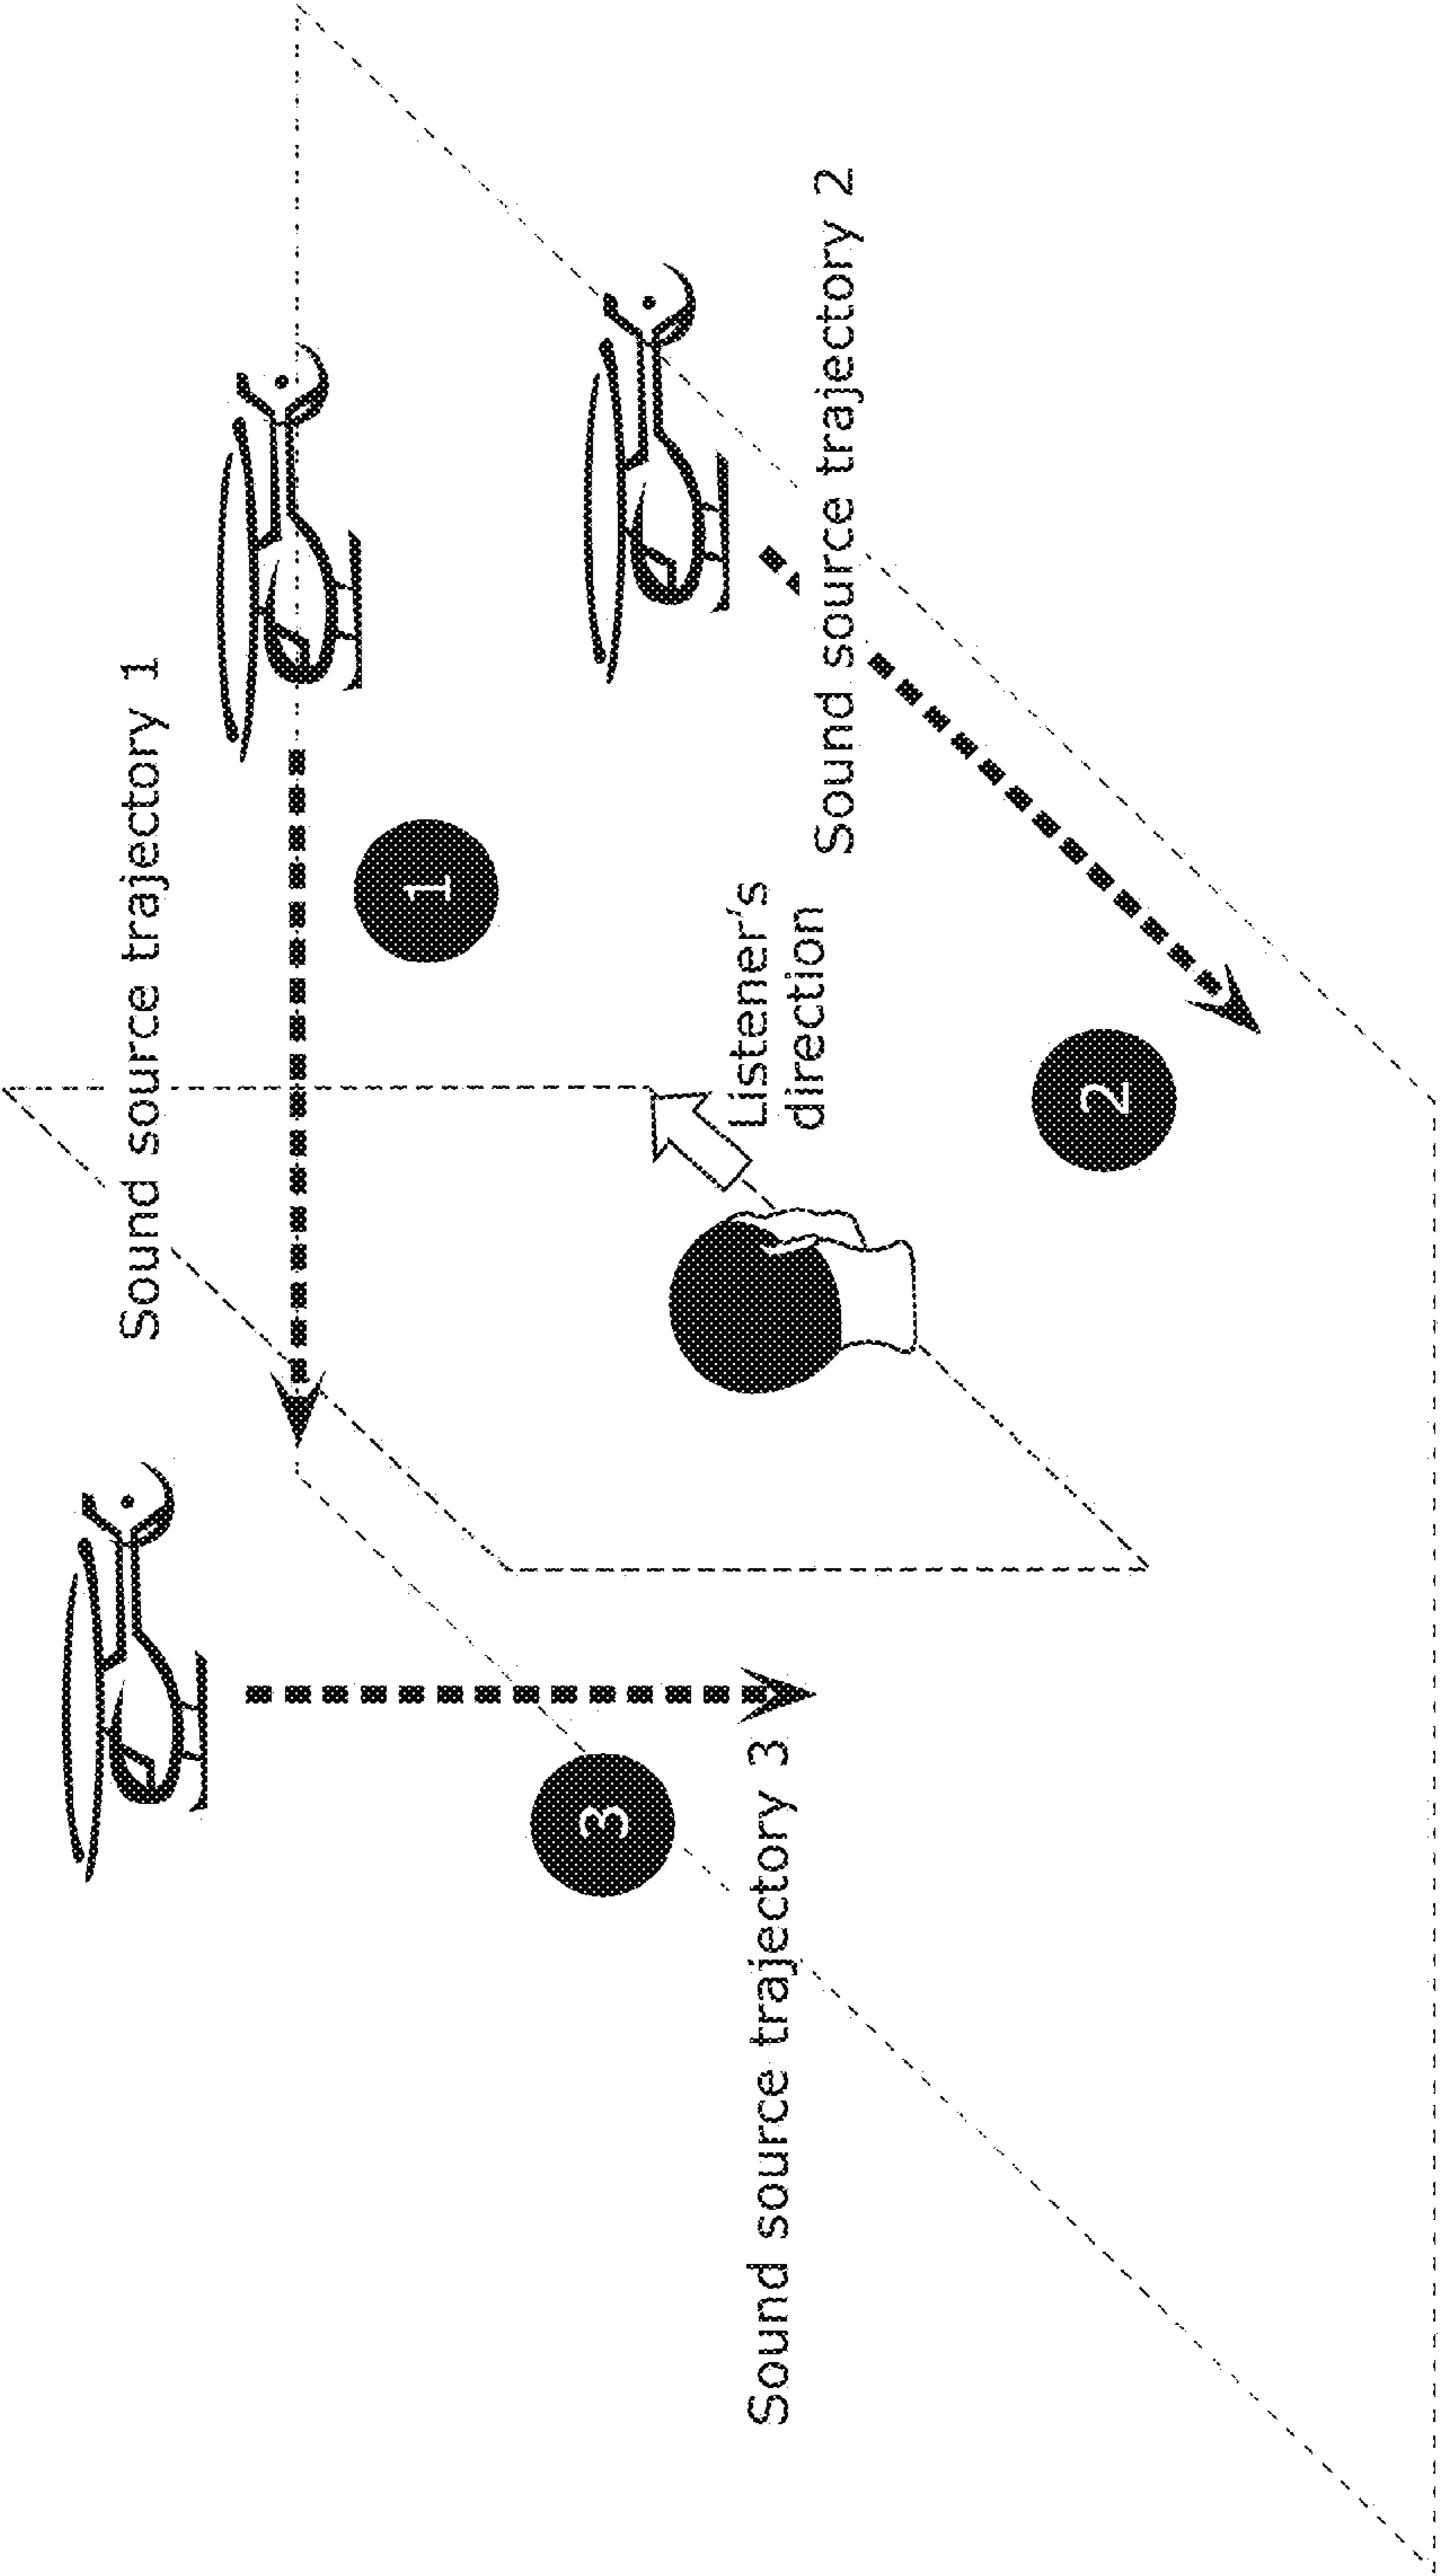 Sound source trajectory 1
1
Listener's
direction
Sound source trajectory 2
2
3
Sound source trajectory 3